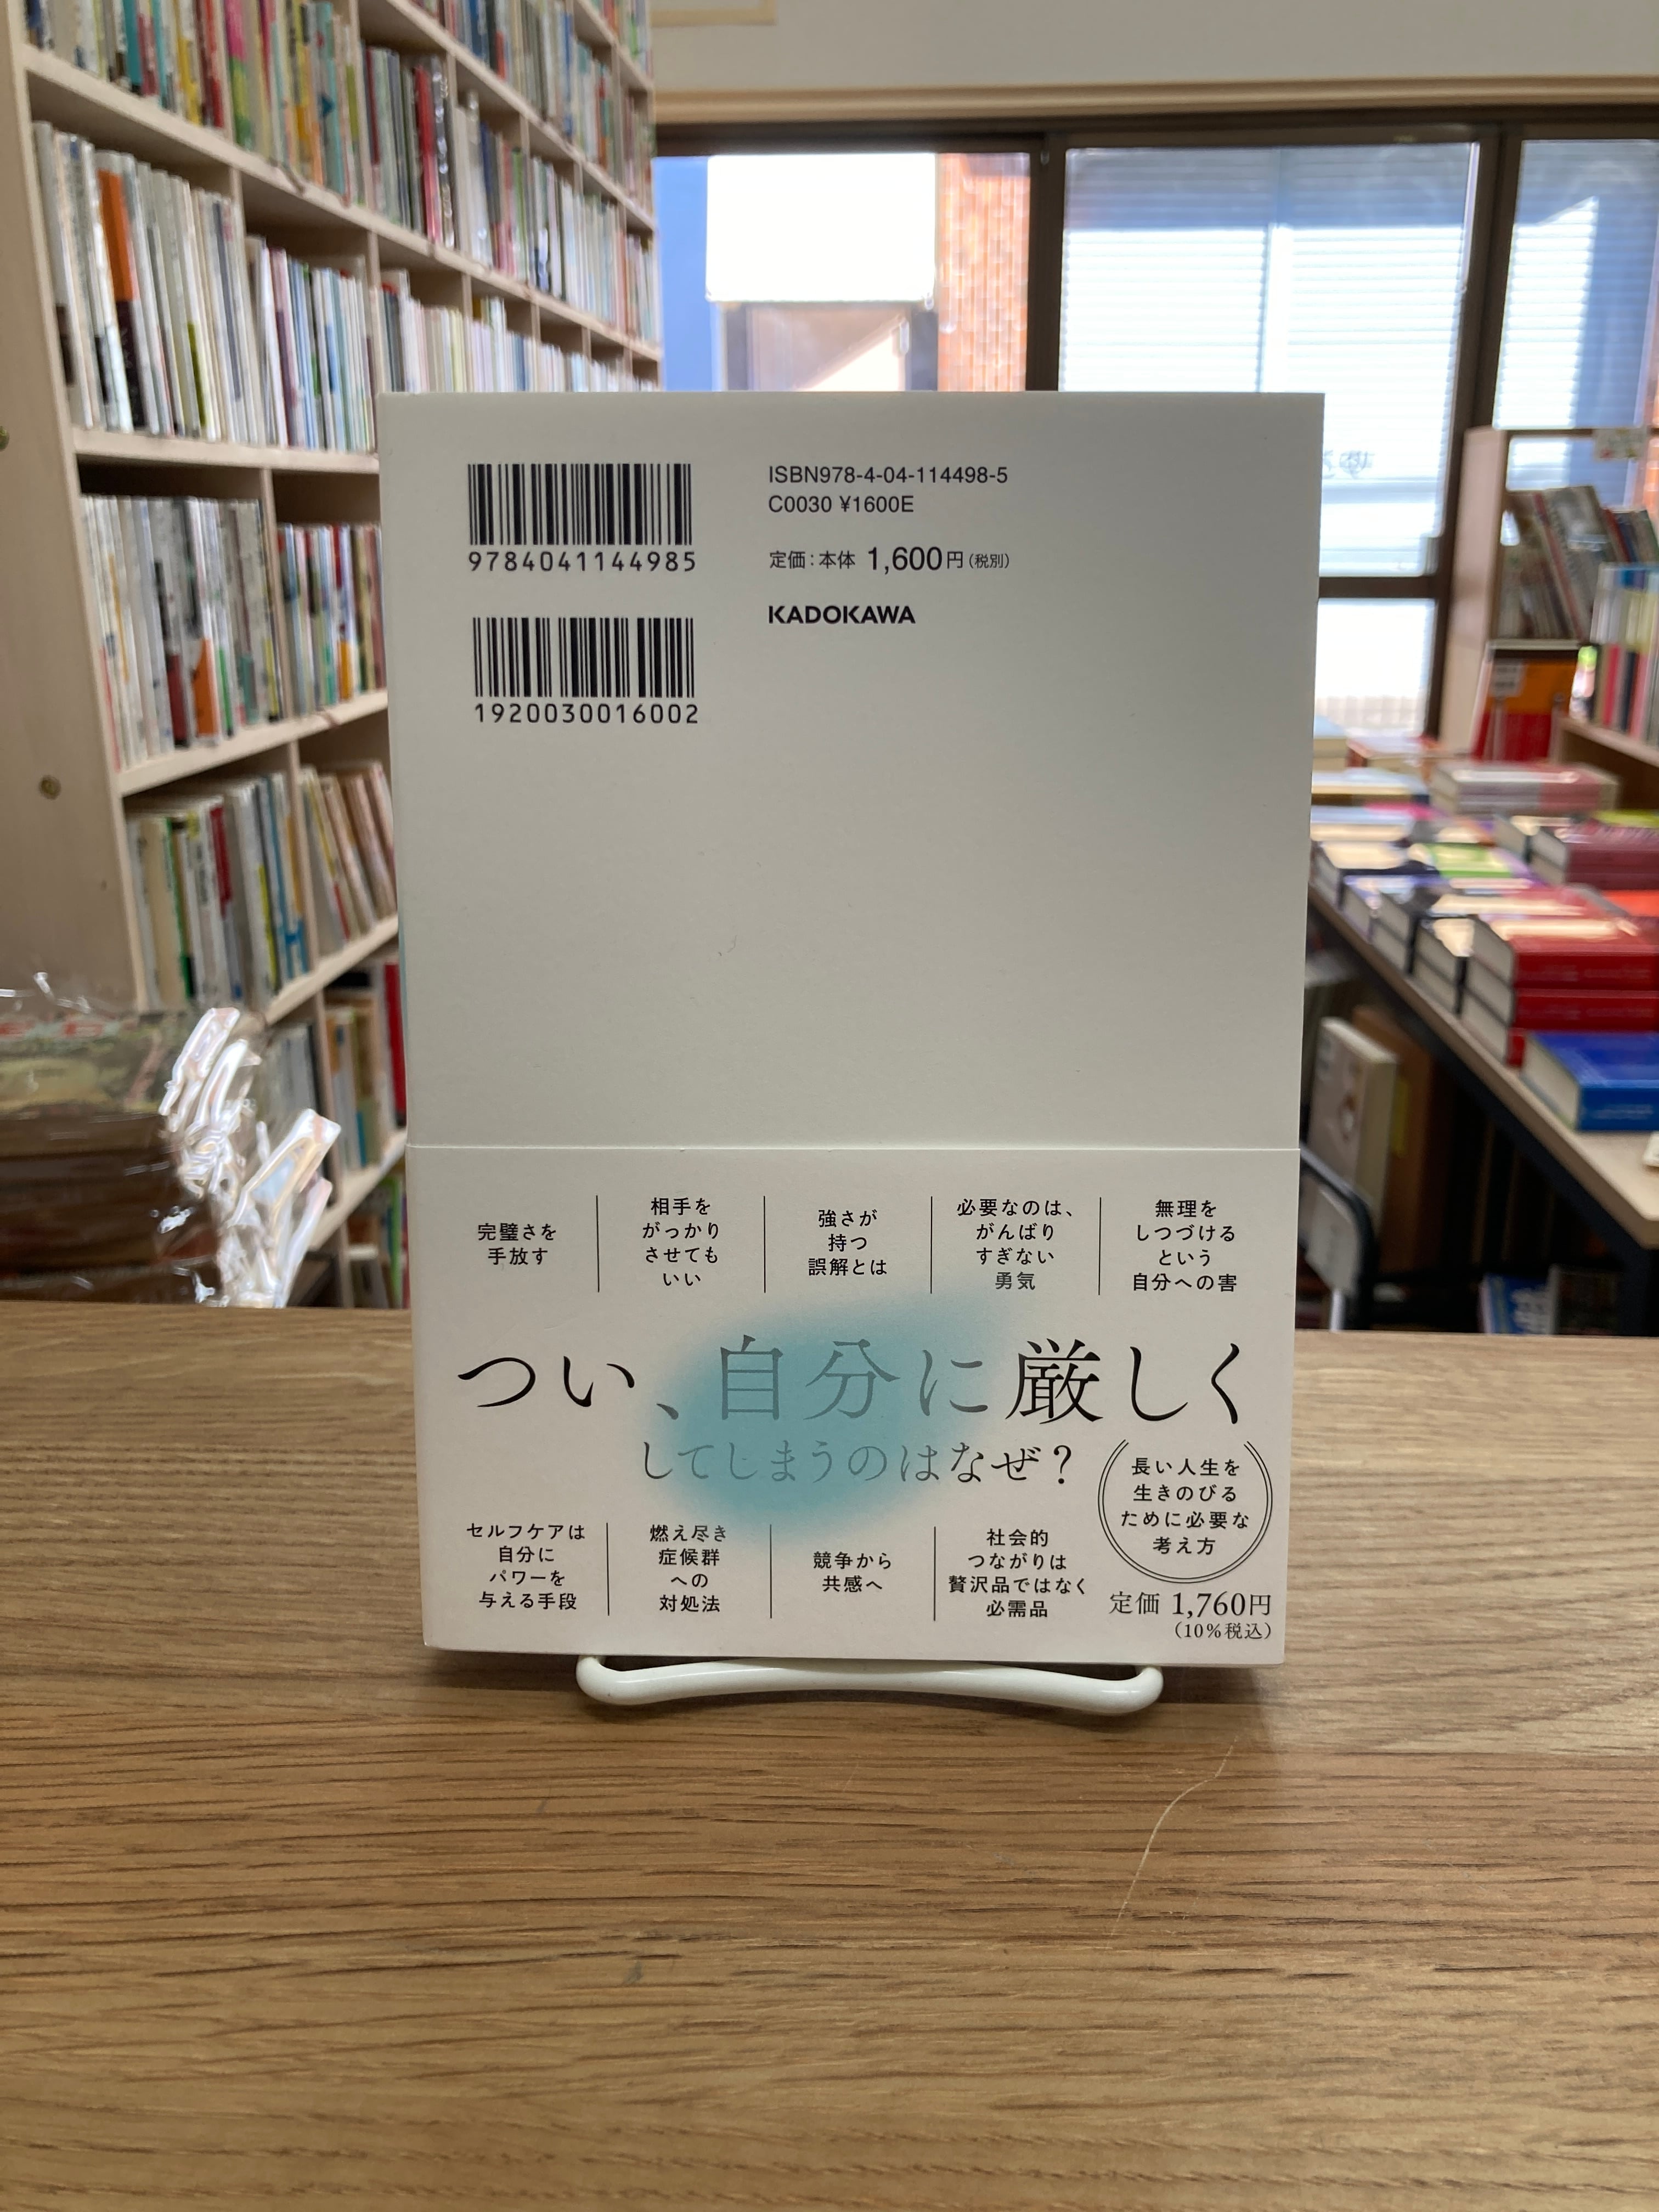 9784041144985
1920030016002
ISBN978-4-04-114498-5
C0030 ¥1600E
定価:本体 1,600円(税別)
KADOKAWA
完璧さを
手放す
相手を
がっかり
させても
いい
強さが
持つ
誤解とは
必要なのは、
がんばり
すぎない
勇気
無理を
しつづける
という
自分への害
つい、自分に厳しく
してしまうのはなぜ?
長い人生を
生きのびる
ために必要な
考え方
セルフケアは
自分に
パワーを
与える手段
燃え尽き
症候群
への
対処法
競争から
共感へ
社会的
つながりは
贅沢品ではなく
必需品
定価 1,760円
(10%税込)